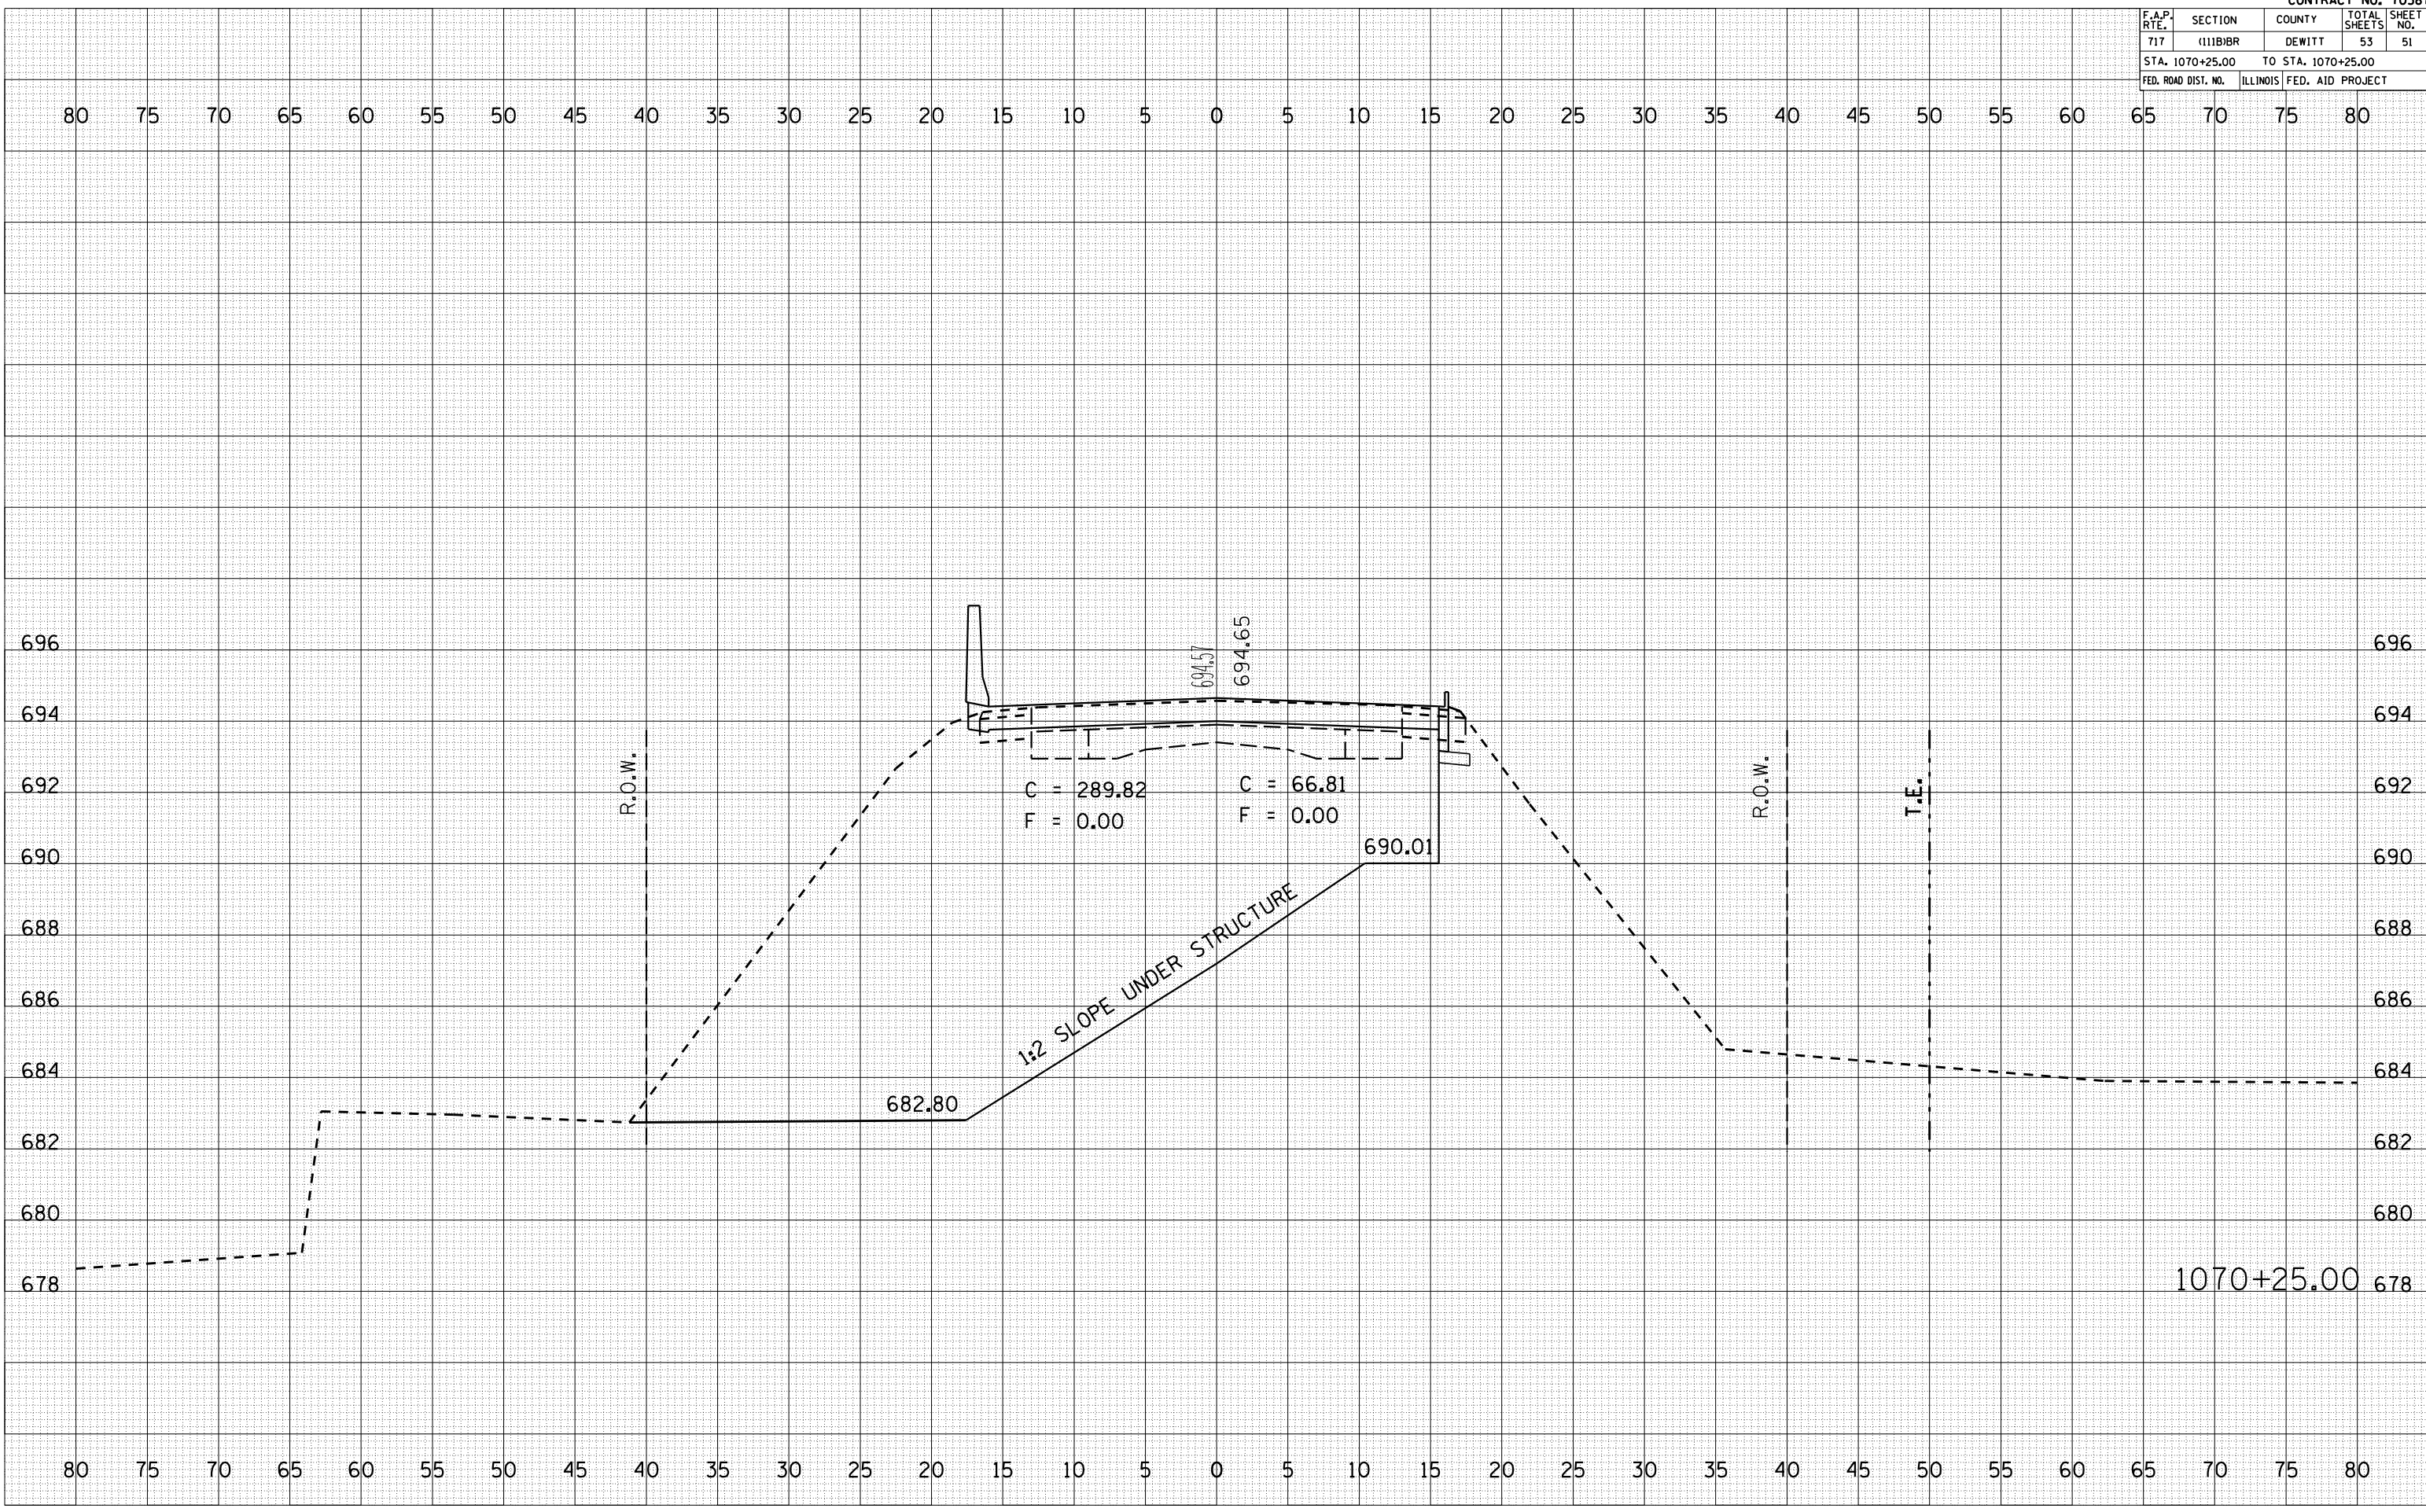 F.A.P. RTE. SECTION COUNTY TOTAL SHEETS SHEET NO.
717 (111B)BR DEWITT 53 51
STA. 1070+25.00 TO STA. 1070+25.00
FED. ROAD DIST. NO. ILLINOIS FED. AID PROJECT
80 75 70 65 60 55 50 45 40 35 30 25 20 15 10 5 0 5 10 15 20 25 30 35 40 45 50 55 60 65 70 75 80
694.57
694.65
696 696
694 694
R.O.W.
R.O.W.
T.E.
692 692
C = 289.82
F = 0.00
C = 66.81
F = 0.00
690.01
690 690
688 688
1:2 SLOPE UNDER STRUCTURE
686 686
684 684
682.80
682 682
680 680
678 1070+25.00 678
80 75 70 65 60 55 50 45 40 35 30 25 20 15 10 5 0 5 10 15 20 25 30 35 40 45 50 55 60 65 70 75 80